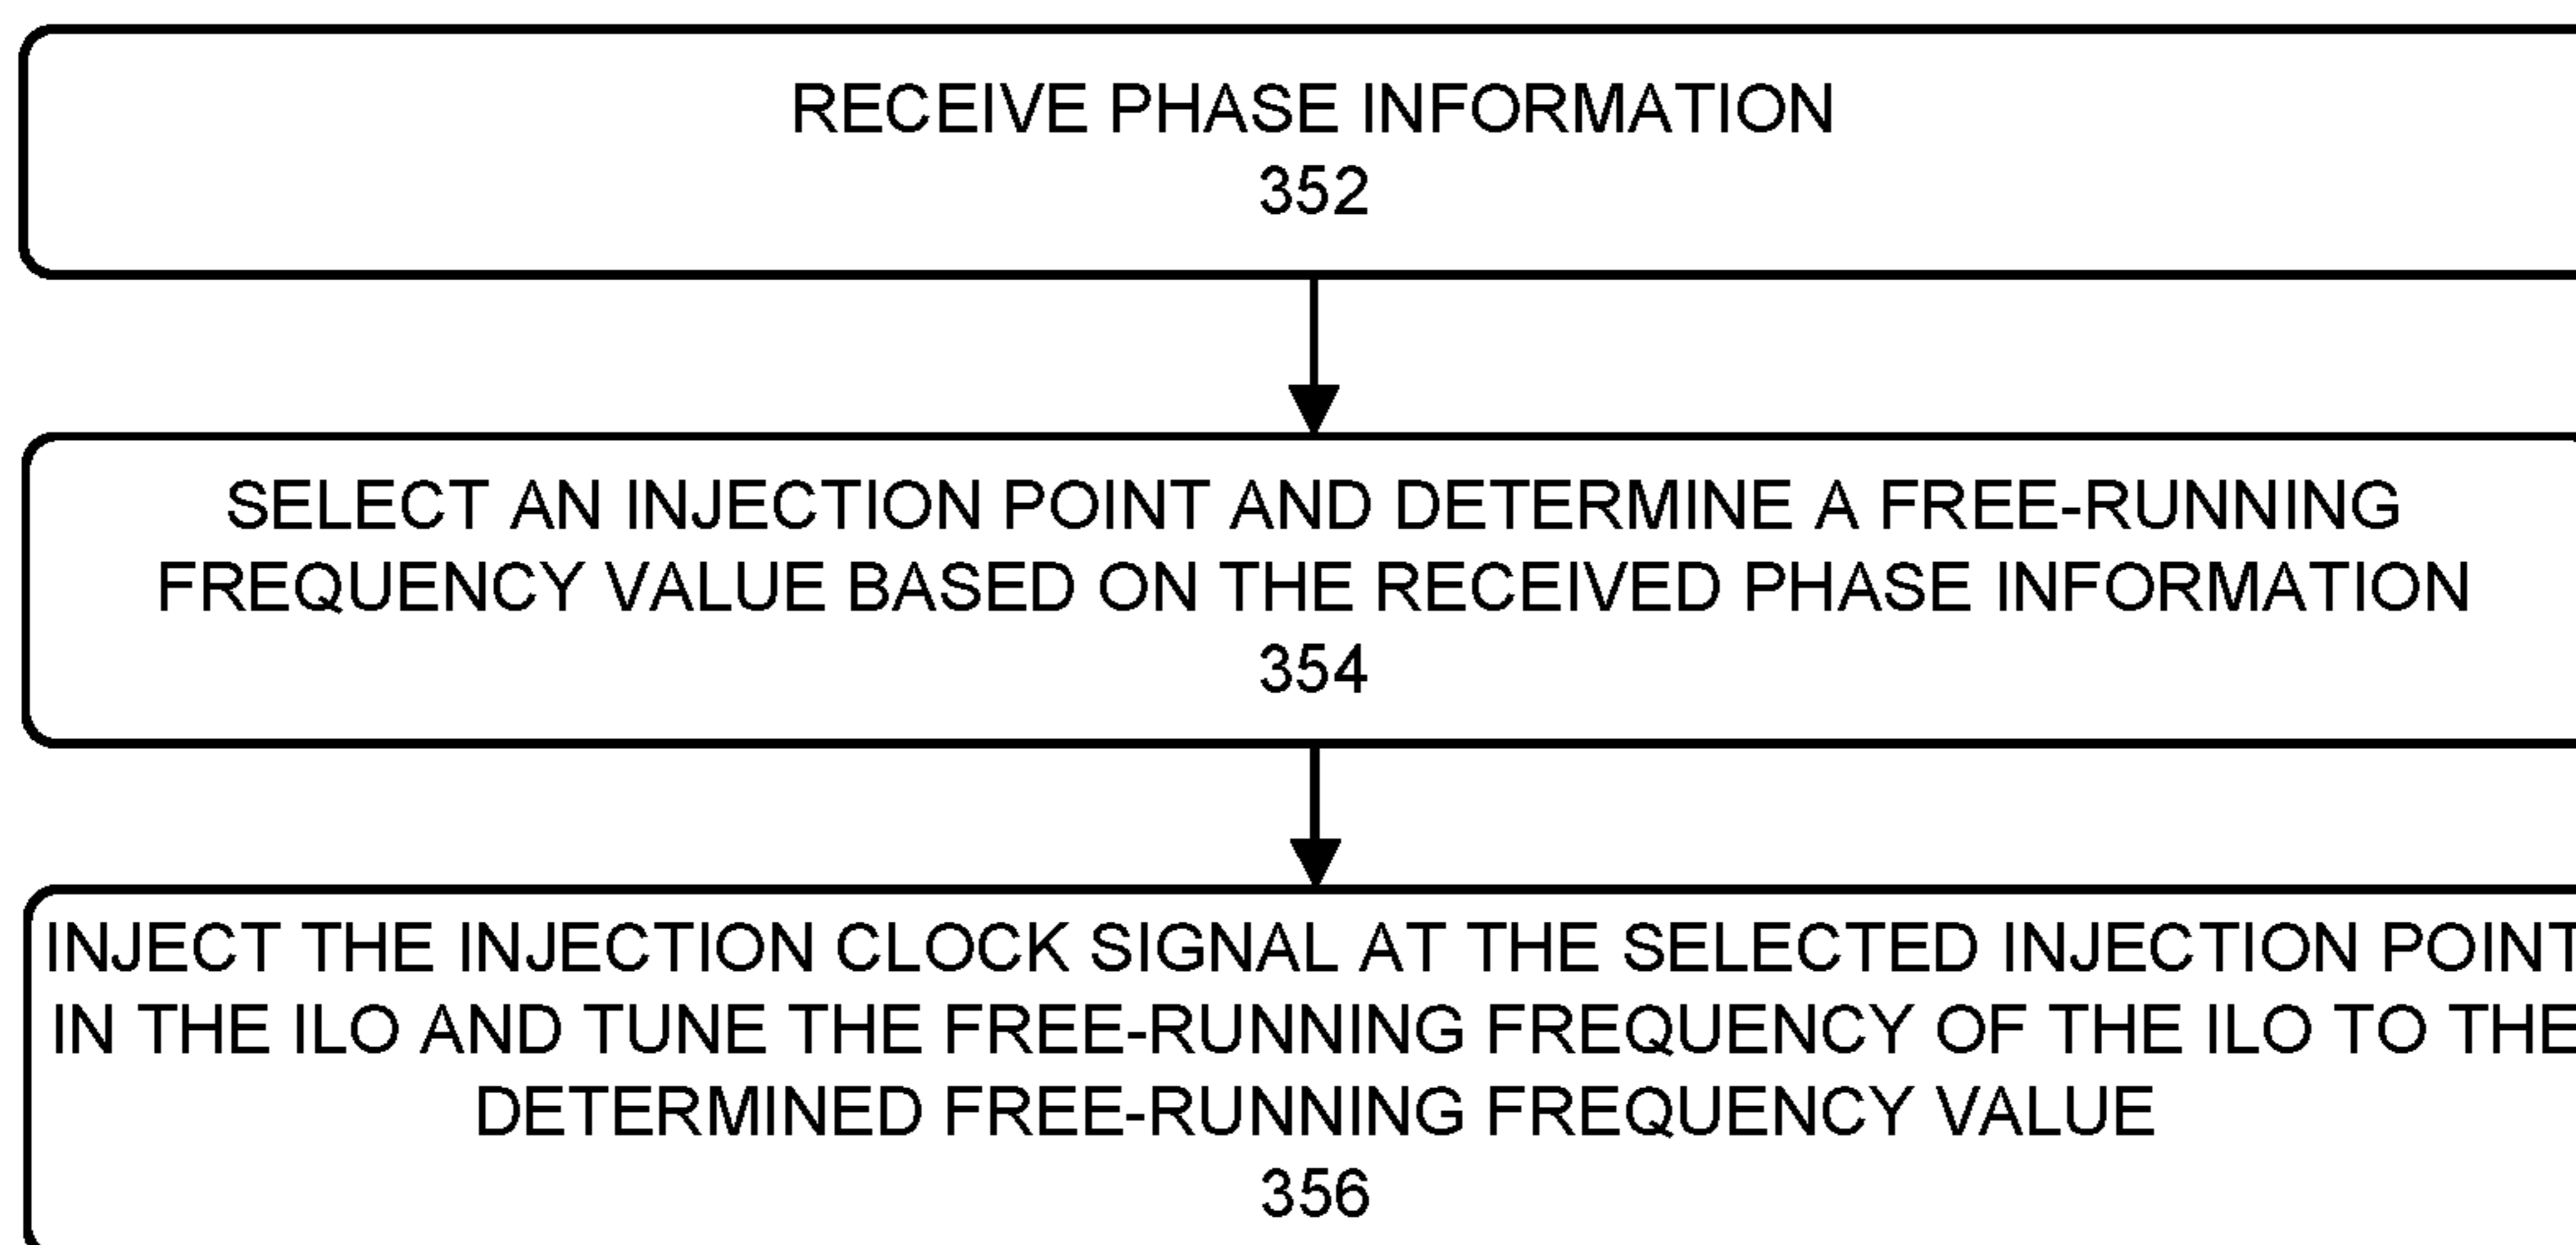 RECEIVE PHASE INFORMATION
352
SELECT AN INJECTION POINT AND DETERMINE A FREE-RUNNING
FREQUENCY VALUE BASED ON THE RECEIVED PHASE INFORMATION
354
INJECT THE INJECTION CLOCK SIGNAL AT THE SELECTED INJECTION POINT
IN THE ILO AND TUNE THE FREE-RUNNING FREQUENCY OF THE ILO TO THE
DETERMINED FREE-RUNNING FREQUENCY VALUE
356